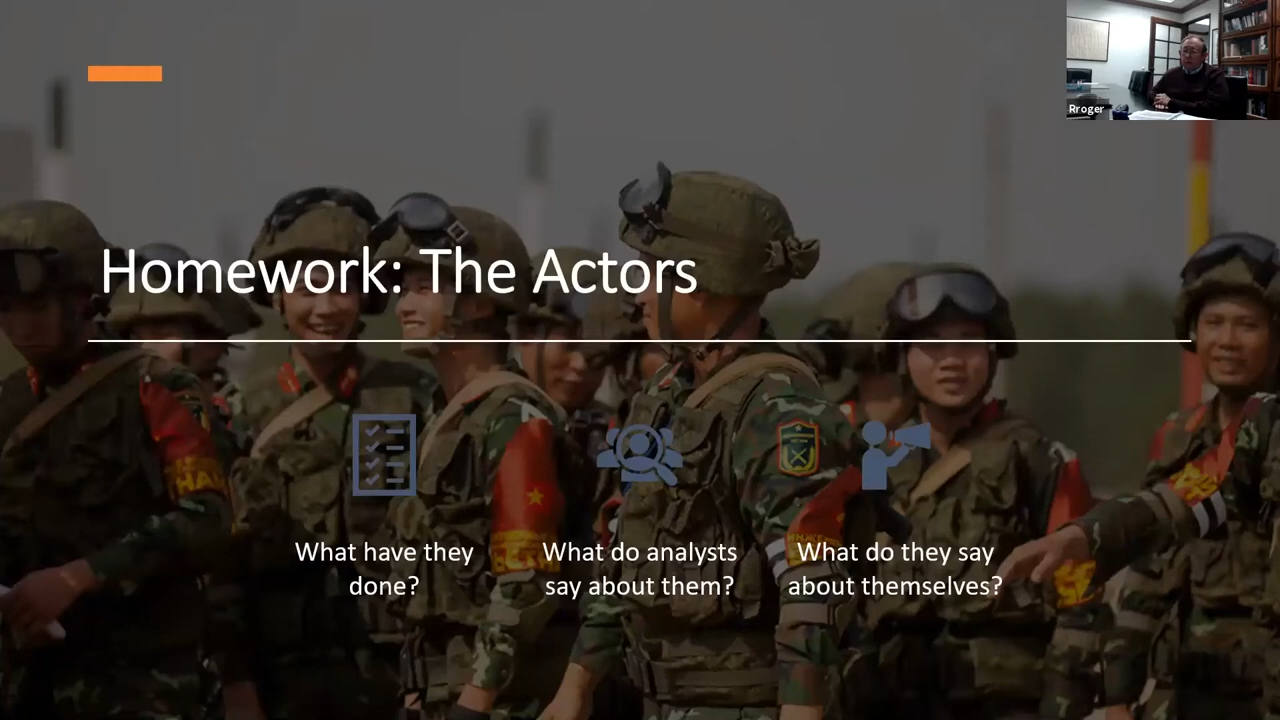 Rroger
Homework: The Actors
What have they
done?
What do analysts
say about them?
What do they say
about themselves?